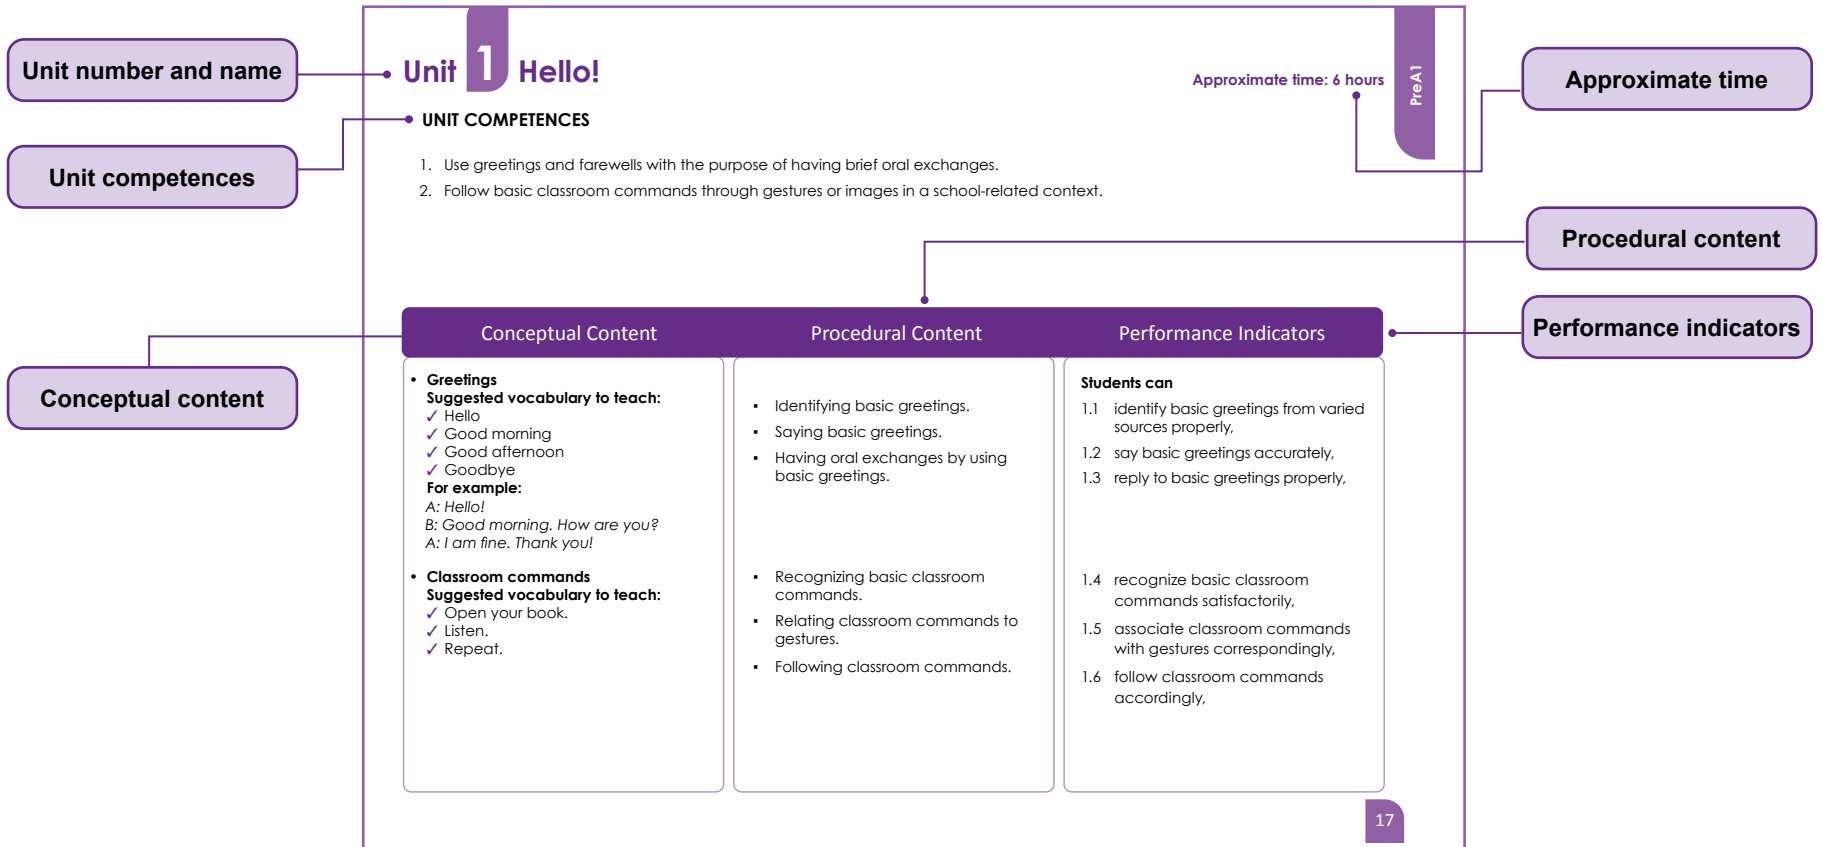 Unit number and name
Unit competences
Conceptual content
Unit 1 Hello!
Approximate time: 6 hours
PreA1
UNIT COMPETENCES
1. Use greetings and farewells with the purpose of having brief oral exchanges.
2. Follow basic classroom commands through gestures or images in a school-related context.
Approximate time
Procedural content
Performance indicators
Conceptual Content
• Greetings
Suggested vocabulary to teach:
✓ Hello
✓ Good morning
✓ Good afternoon
✓ Goodbye
For example:
A: Hello!
B: Good morning. How are you?
A: I am fine. Thank you!
• Classroom commands
Suggested vocabulary to teach:
✓ Open your book.
✓ Listen.
✓ Repeat.
Procedural Content
▪ Identifying basic greetings.
▪ Saying basic greetings.
▪ Having oral exchanges by using
basic greetings.
▪ Recognizing basic classroom
commands.
▪ Relating classroom commands to
gestures.
▪ Following classroom commands.
Performance Indicators
Students can
1.1 identify basic greetings from varied
sources properly,
1.2 say basic greetings accurately,
1.3 reply to basic greetings properly,
1.4 recognize basic classroom
commands satisfactorily,
1.5 associate classroom commands
with gestures correspondingly,
1.6 follow classroom commands
accordingly,
17